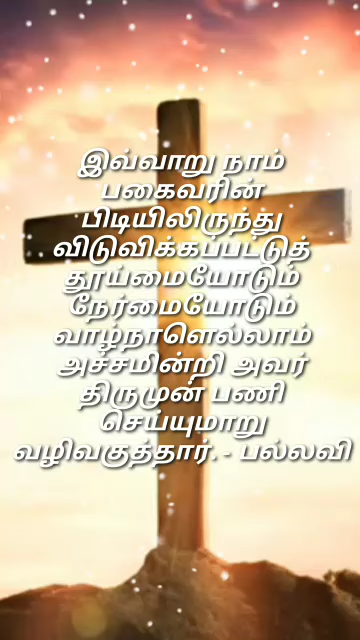 இவ்வாறு நாம்
பகைவரின்
பிடியிலிருந்து
விடுவிக்கப்பட்டுத்
தூய்மையோடும்
நேர்மையோடும்
வாழ்நாளெல்லாம்
அச்சமின்றி அவர்
திருமுன் பணி
செய்யுமாறு
வழிவகுத்தார். - பல்லவி